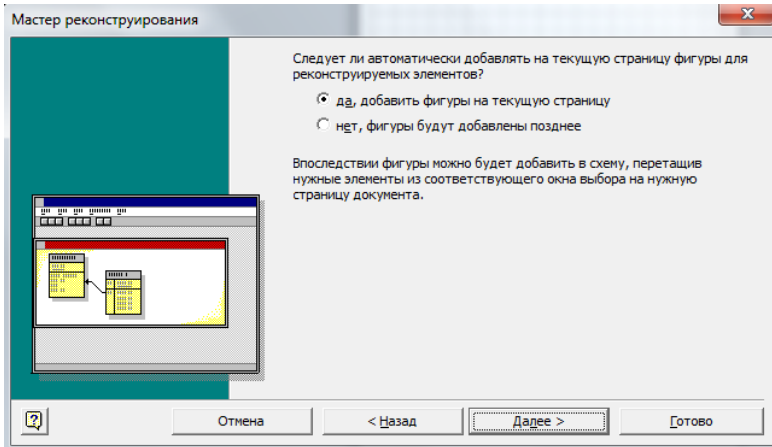 Мастер реконструирования
Следует ли автоматически добавлять на текущую страницу фигуры для
реконструируемых элементов?
да, добавить фигуры на текущую страницу
нет, фигуры будут добавлены позднее
Впоследствии фигуры можно будет добавить в схему, перетащив
нужные элементы из соответствующего окна выбора на нужную
страницу документа.
Отмена
< Назад
Далее >
Готово